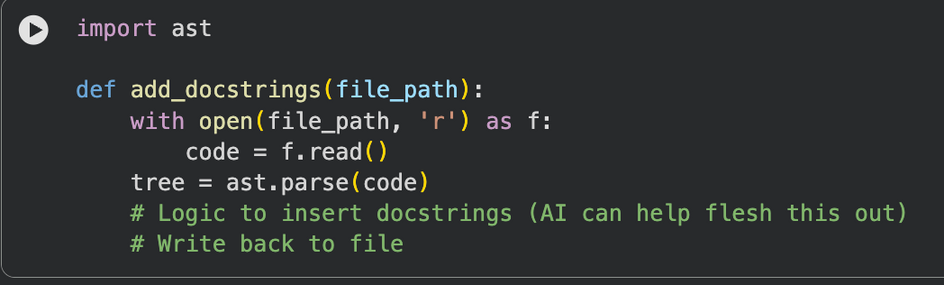 import ast
def add_docstrings(file_path):
    with open(file_path, 'r') as f:
        code = f.read()
    tree = ast.parse(code)
    # Logic to insert docstrings (AI can help flesh this out)
    # Write back to file